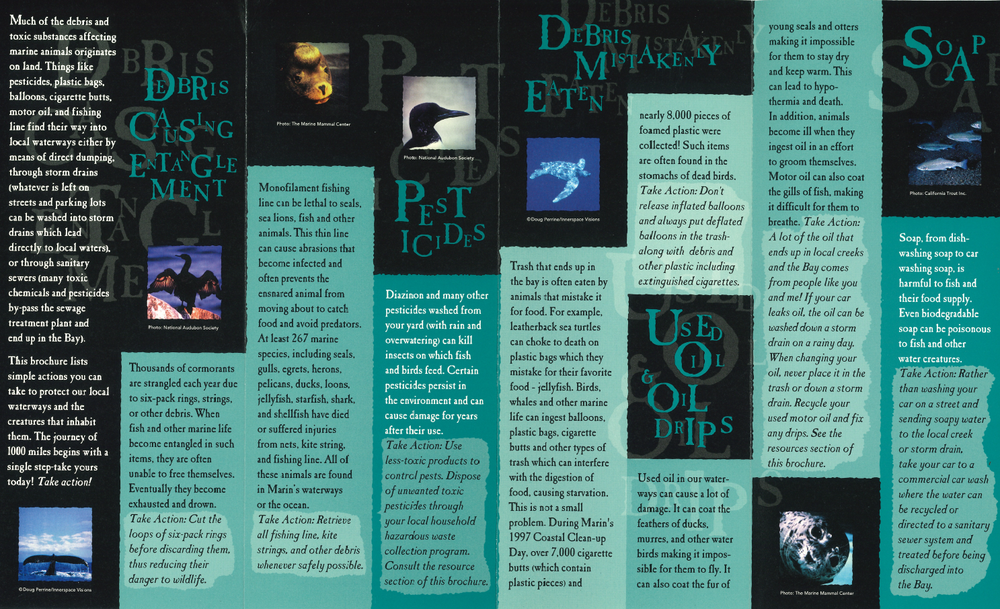 Much of the debris and
toxic substances affecting
marine animals originates
on land. Things like
pesticides, plastic bags,
balloons, cigarette butts,
motor oil, and fishing
line find their way into
local waterways either by
means of direct dumping,
through storm drains
(whatever is left on
streets and parking lots
can be washed into storm
drains which lead
directly to local waters),
or through sanitary
sewers (many toxic
chemicals and pesticides
by-pass the sewage
treatment plant and
end up in the Bay).
This brochure lists
simple actions you can
take to protect our local
waterways and the
creatures that inhabit
them. The journey of
1000 miles begins with a
single step-take yours
today! Take action!
©Doug Perrine/Innerspace Visions
DEBRIS
CAUSING
ENTANGLE
MENT
Photo: National Audubon Society
Thousands of cormorants
are strangled each year due
to six-pack rings, strings,
or other debris. When
fish and other marine life
become entangled in such
items, they are often
unable to free themselves.
Eventually they become
exhausted and drown.
Take Action: Cut the
loops of six-pack rings
before discarding them,
thus reducing their
danger to wildlife.
Photo: The Marine Mammal Center
Monofilament fishing
line can be lethal to seals,
sea lions, fish and other
animals. This thin line
can cause abrasions that
become infected and
often prevents the
ensnared animal from
moving about to catch
food and avoid predators.
At least 267 marine
species, including seals,
gulls, egrets, herons,
pelicans, ducks, loons,
jellyfish, starfish, shark,
and shellfish have died
or suffered injuries
from nets, kite string,
and fishing line. All of
these animals are found
in Marin's waterways
or the ocean.
Take Action: Retrieve
all fishing line, kite
strings, and other debris
whenever safely possible.
Photo: National Audubon Society
PEST
ICIDES
Diazinon and many other
pesticides washed from
your yard (with rain and
overwatering) can kill
insects on which fish
and birds feed. Certain
pesticides persist in
the environment and can
cause damage for years
after their use.
Take Action: Use
less-toxic products to
control pests. Dispose
of unwanted toxic
pesticides through
your local household
hazardous waste
collection program.
Consult the resource
section of this brochure.
DEBRIS
MISTAKENLY
EATEN
©Doug Perrine/Innerspace Visions
Trash that ends up in
the bay is often eaten by
animals that mistake it
for food. For example,
leatherback sea turtles
can choke to death on
plastic bags which they
mistake for their favorite
food - jellyfish. Birds,
whales and other marine
life can ingest balloons,
plastic bags, cigarette
butts and other types of
trash which can interfere
with the digestion of
food, causing starvation.
This is not a small
problem. During Marin's
1997 Coastal Clean-up
Day, over 7,000 cigarette
butts (which contain
plastic pieces) and
nearly 8,000 pieces of
foamed plastic were
collected! Such items
are often found in the
stomachs of dead birds.
Take Action: Don't
release inflated balloons
and always put deflated
balloons in the trash-
along with debris and
other plastic including
extinguished cigarettes.
USED
OIL
&
OIL
DRIPS
Used oil in our water-
ways can cause a lot of
damage. It can coat the
feathers of ducks,
murres, and other water
birds making it impos-
sible for them to fly. It
can also coat the fur of
young seals and otters
making it impossible
for them to stay dry
and keep warm. This
can lead to hypo-
thermia and death.
In addition, animals
become ill when they
ingest oil in an effort
to groom themselves.
Motor oil can also coat
the gills of fish, making
it difficult for them to
breathe. Take Action:
A lot of the oil that
ends up in local creeks
and the Bay comes
from people like you
and me! If your car
leaks oil, the oil can be
washed down a storm
drain on a rainy day.
When changing your
oil, never place it in the
trash or down a storm
drain. Recycle your
used motor oil and fix
any drips. See the
resources section of
this brochure.
Photo: The Marine Mammal Center
SOAP
Photo: California Trout Inc.
Soap, from dish-
washing soap to car
washing soap, is
harmful to fish and
their food supply.
Even biodegradable
soap can be poisonous
to fish and other
water creatures.
Take Action: Rather
than washing your
car on a street and
sending soapy water
to the local creek
or storm drain,
take your car to a
commercial car wash
where the water can
be recycled or
directed to a sanitary
sewer system and
treated before being
discharged into
the Bay.